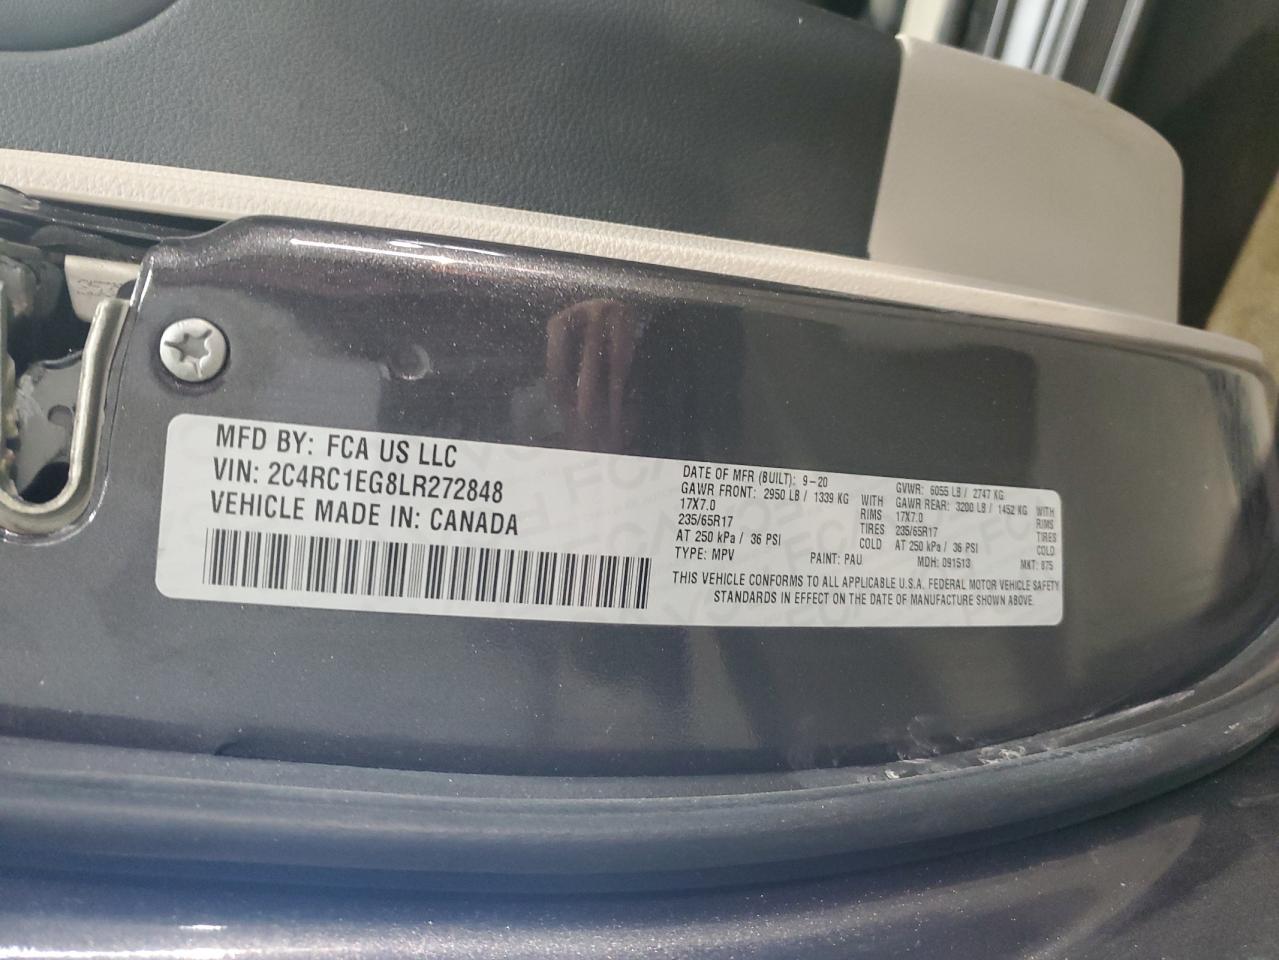 MFD BY: FCA US LLC
VIN: 2C4RC1EG8LR272848
VEHICLE MADE IN: CANADA
DATE OF MFR (BUILT): 9-20
GVWR: 6055 LB / 2747 KG
GAWR FRONT: 2950 LB / 1339 KG WITH
GAWR REAR: 3200 LB / 1452 KG WITH
17X7.0 RIMS
17X7.0 RIMS
235/65R17 TIRES
235/65R17 TIRES
AT 250 kPa / 36 PSI COLD
AT 250 kPa / 36 PSI COLD
TYPE: MPV PAINT: PAU MDH: 091513 MKT: 875
THIS VEHICLE CONFORMS TO ALL APPLICABLE U.S.A. FEDERAL MOTOR VEHICLE SAFETY
STANDARDS IN EFFECT ON THE DATE OF MANUFACTURE SHOWN ABOVE.